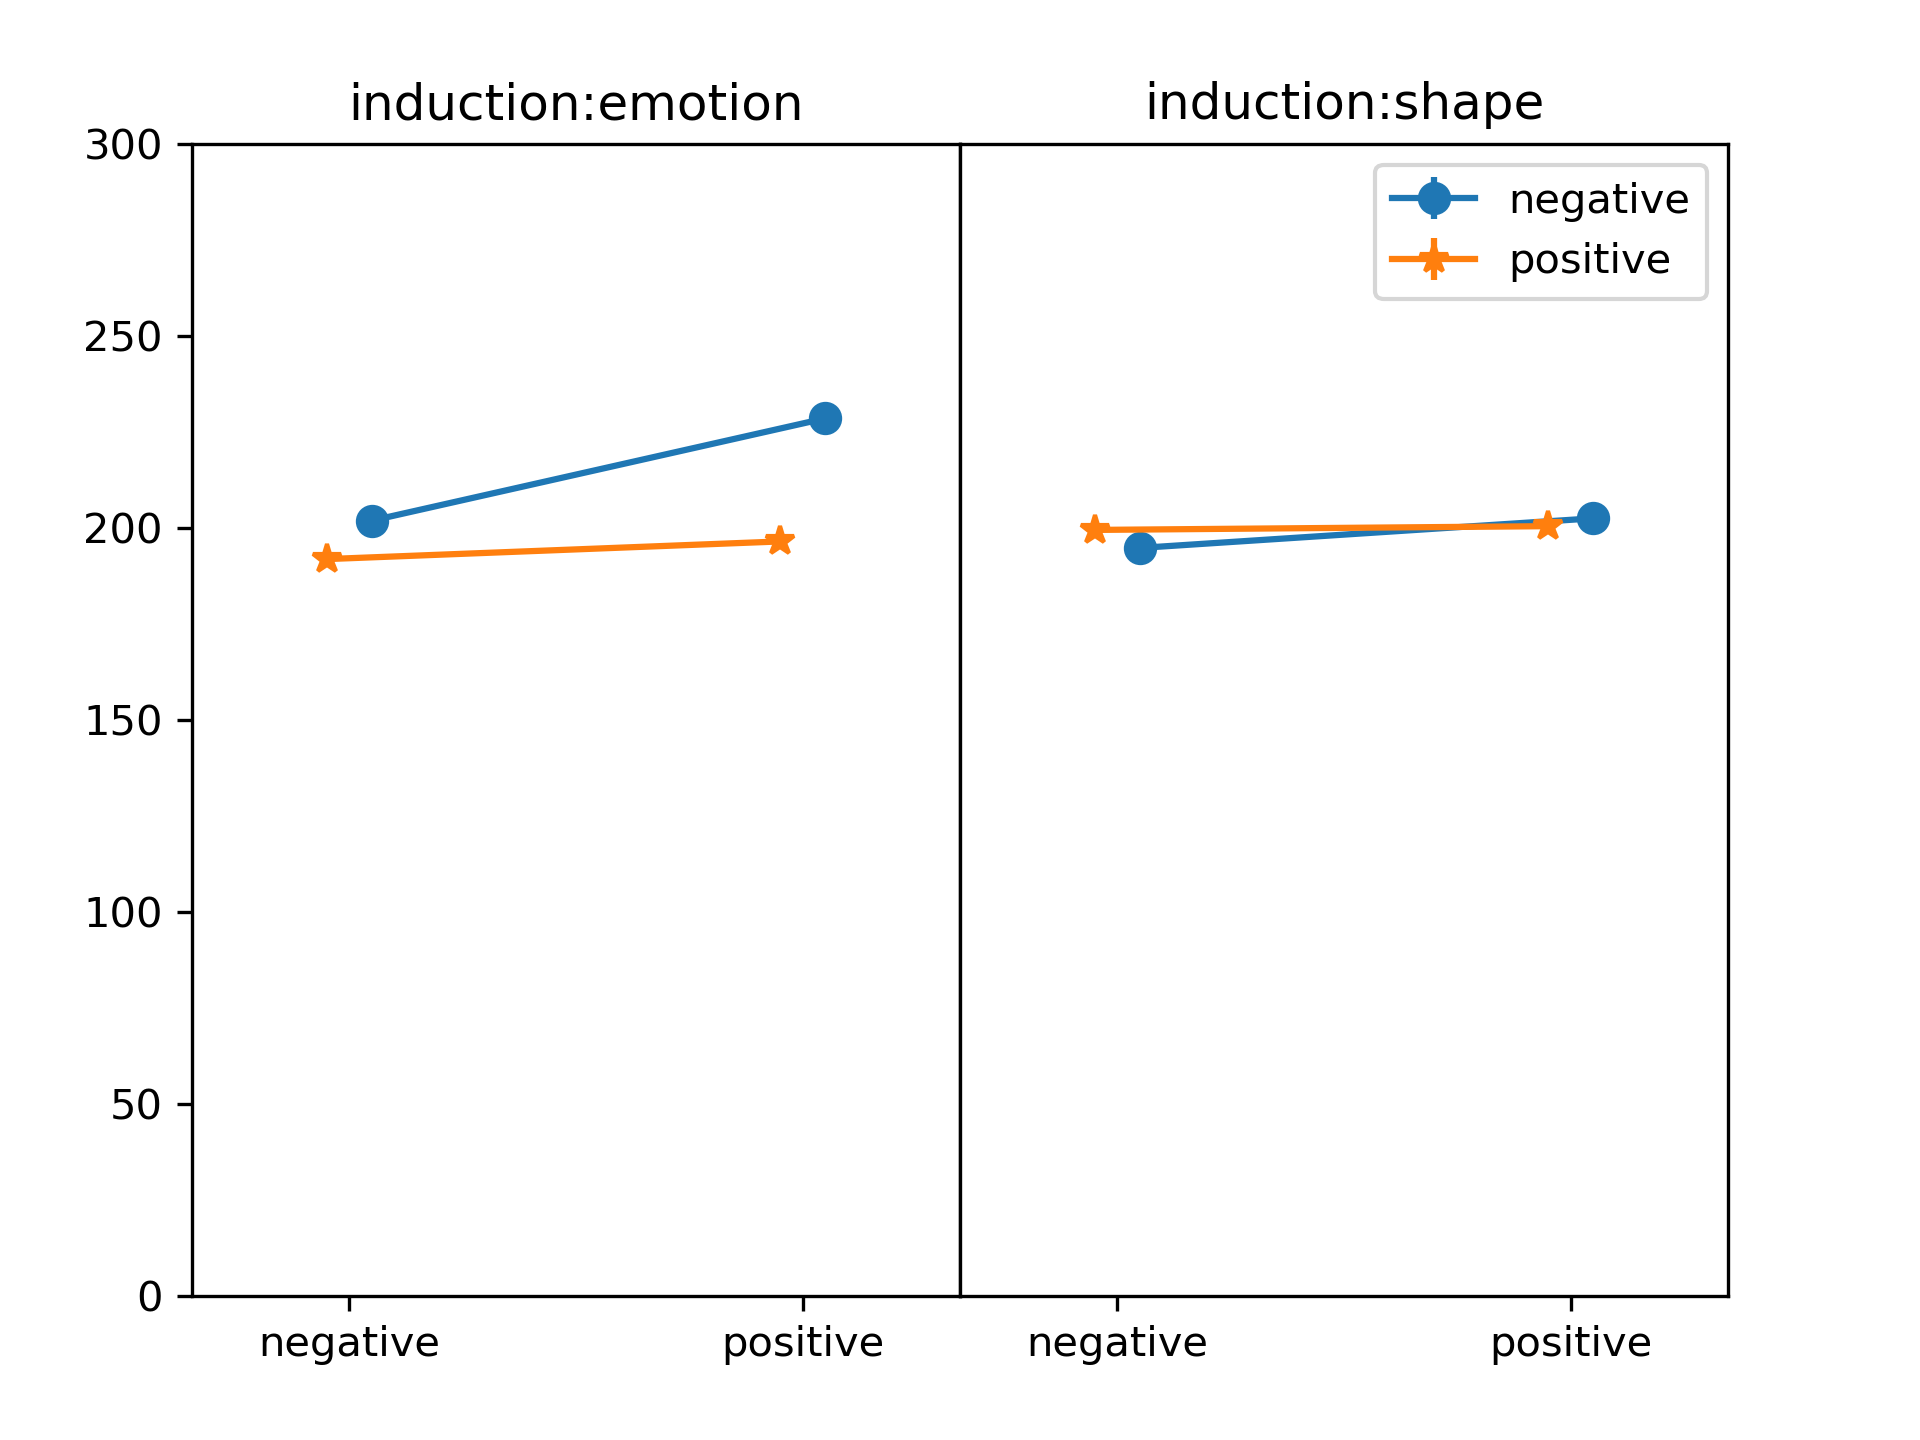 induction:emotion
induction:shape
300
250
200
150
100
50
0
negative
positive
negative
positive
negative
positive